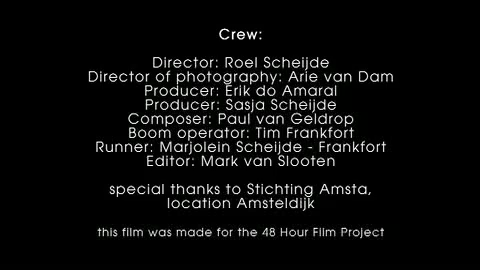 Crew:
Director: Roel Scheijde
Director of photography: Arie van Dam
Producer: Erik do Amaral
Producer: Sasja Scheijde
Composer: Paul van Geldrop
Boom operator: Tim Frankfort
Runner: Marjolein Scheijde - Frankfort
Editor: Mark van Slooten
special thanks to Stichting Amsta,
location Amsteldijk
this film was made for the 48 Hour Film Project